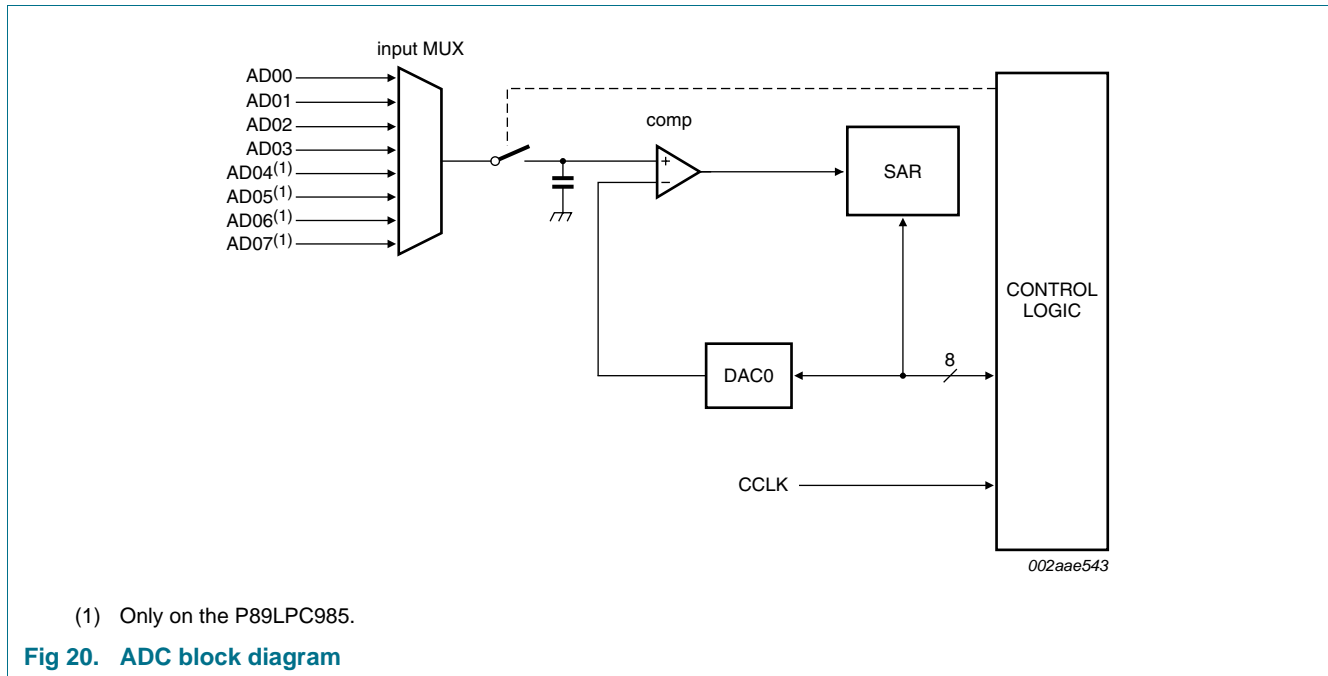 input MUX
AD00
AD01
AD02
AD03
AD04(1)
AD05(1)
AD06(1)
AD07(1)
comp
+
−
SAR
CONTROL
LOGIC
DAC0
8
CCLK
002aae543
(1) Only on the P89LPC985.
Fig 20. ADC block diagram